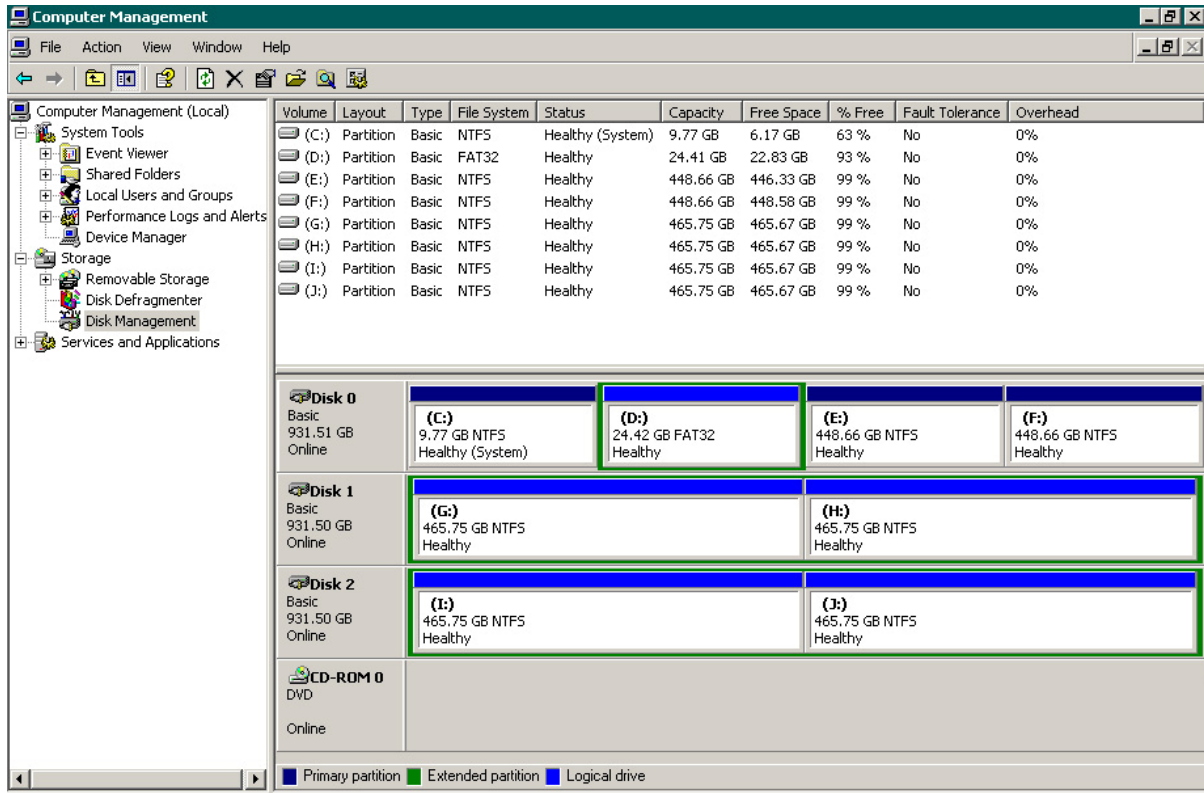 Computer Management
File Action View Window Help
Computer Management (Local)
System Tools
Event Viewer
Shared Folders
Local Users and Groups
Performance Logs and Alerts
Device Manager
Storage
Removable Storage
Disk Defragmenter
Disk Management
Services and Applications
Volume Layout Type File System Status Capacity Free Space % Free Fault Tolerance Overhead
(C:) Partition Basic NTFS Healthy (System) 9.77 GB 6.17 GB 63 % No 0%
(D:) Partition Basic FAT32 Healthy 24.41 GB 22.83 GB 93 % No 0%
(E:) Partition Basic NTFS Healthy 448.66 GB 446.33 GB 99 % No 0%
(F:) Partition Basic NTFS Healthy 448.66 GB 448.58 GB 99 % No 0%
(G:) Partition Basic NTFS Healthy 465.75 GB 465.67 GB 99 % No 0%
(H:) Partition Basic NTFS Healthy 465.75 GB 465.67 GB 99 % No 0%
(I:) Partition Basic NTFS Healthy 465.75 GB 465.67 GB 99 % No 0%
(J:) Partition Basic NTFS Healthy 465.75 GB 465.67 GB 99 % No 0%
Disk 0
Basic
931.51 GB
Online
(C:)
9.77 GB NTFS
Healthy (System)
(D:)
24.42 GB FAT32
Healthy
(E:)
448.66 GB NTFS
Healthy
(F:)
448.66 GB NTFS
Healthy
Disk 1
Basic
931.50 GB
Online
(G:)
465.75 GB NTFS
Healthy
(H:)
465.75 GB NTFS
Healthy
Disk 2
Basic
931.50 GB
Online
(I:)
465.75 GB NTFS
Healthy
(J:)
465.75 GB NTFS
Healthy
CD-ROM 0
DVD
Online
Primary partition Extended partition Logical drive